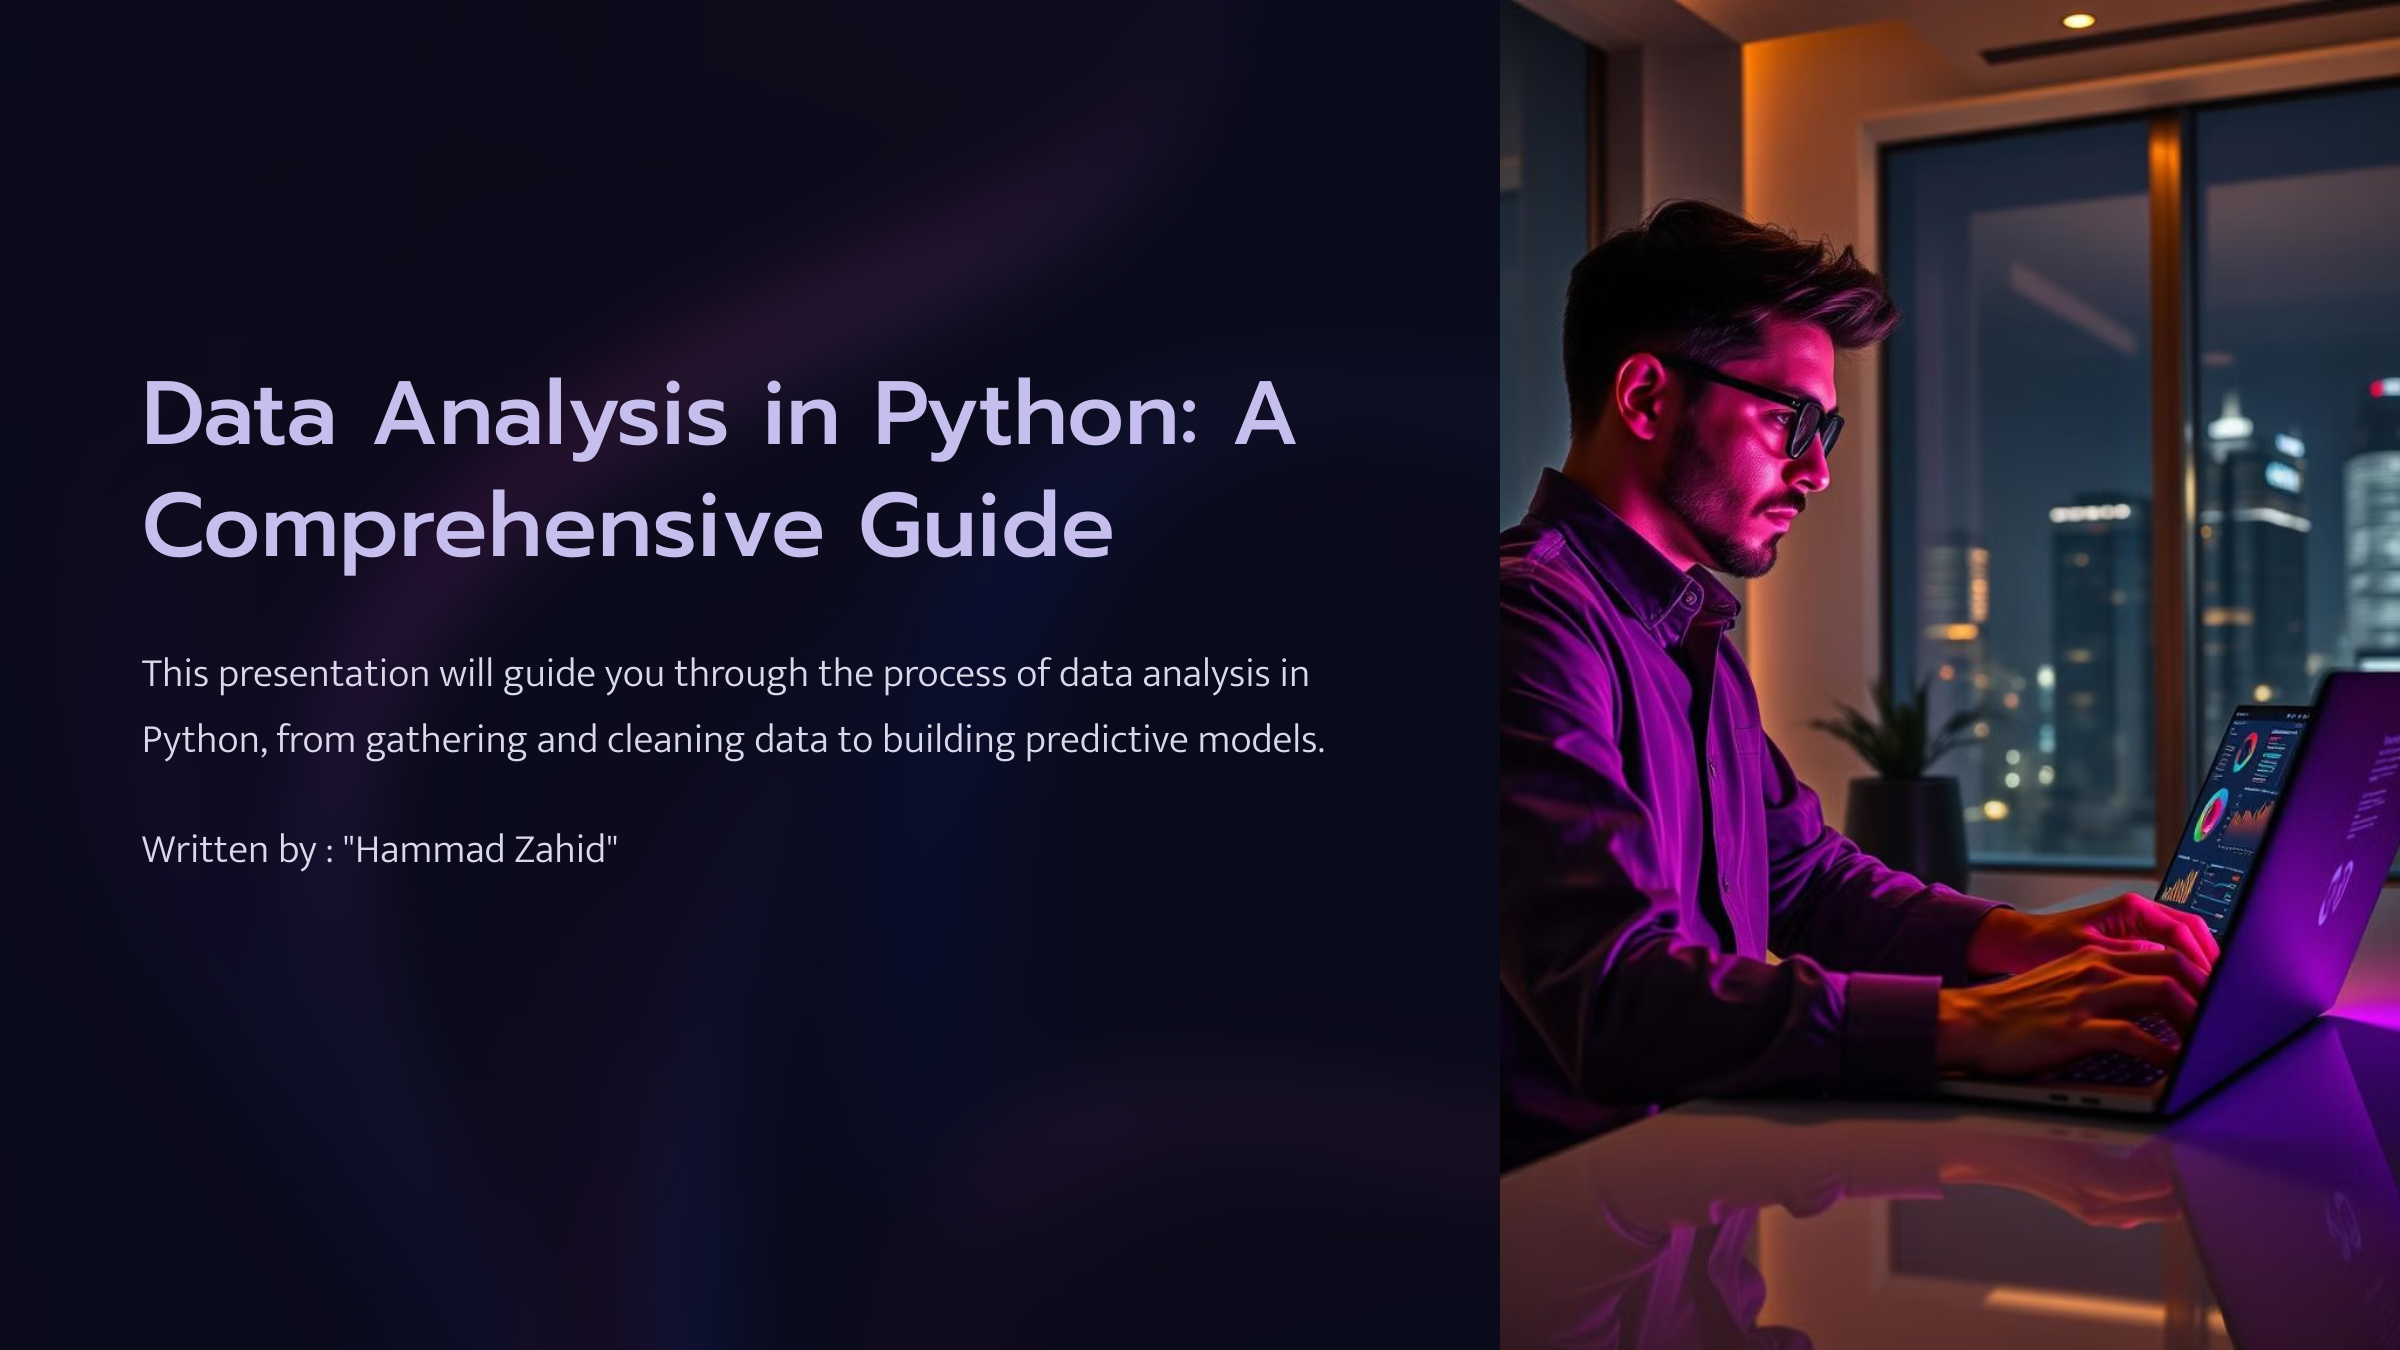 Data Analysis in Python: A
Comprehensive Guide
This presentation will guide you through the process of data analysis in
Python, from gathering and cleaning data to building predictive models.
Written by : "Hammad Zahid"